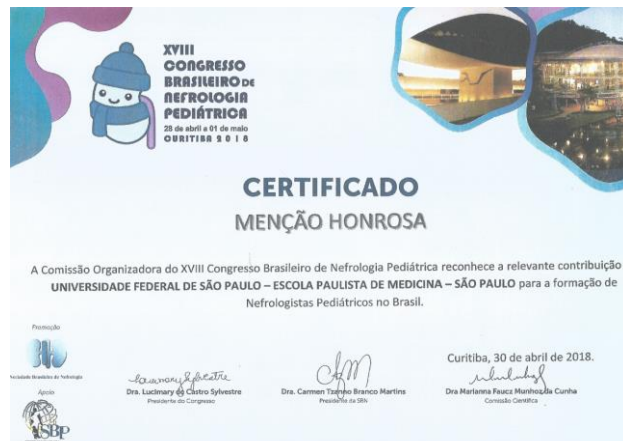 XVIII
CONGRESSO
BRASILEIRO DE
NEFROLOGIA
PEDIÁTRICA
28 de abril a 01 de maio
CURITIBA 2018
CERTIFICADO
MENÇÃO HONROSA
A Comissão Organizadora do XVIII Congresso Brasileiro de Nefrologia Pediátrica reconhece a relevante contribuição
UNIVERSIDADE FEDERAL DE SÃO PAULO – ESCOLA PAULISTA DE MEDICINA – SÃO PAULO para a formação de
Nefrologistas Pediátricos no Brasil.
Curitiba, 30 de abril de 2018.
Promoção
Sociedade Brasileira de Nefrologia
Apoio
SBP
Dra. Lucimary de Castro Sylvestre
Presidente do Congresso
Dra. Carmen Tzanno Branco Martins
Presidente da SBN
Dra Marianna Faucz Munhoz da Cunha
Comissão Científica